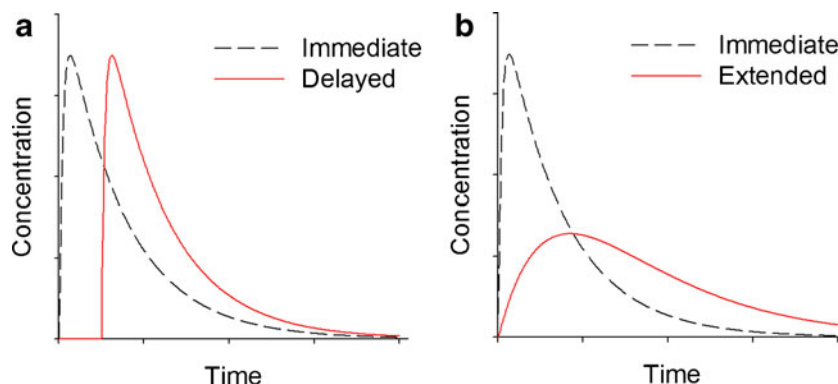 a
Immediate
Delayed
Concentration
Time
b
Immediate
Extended
Concentration
Time